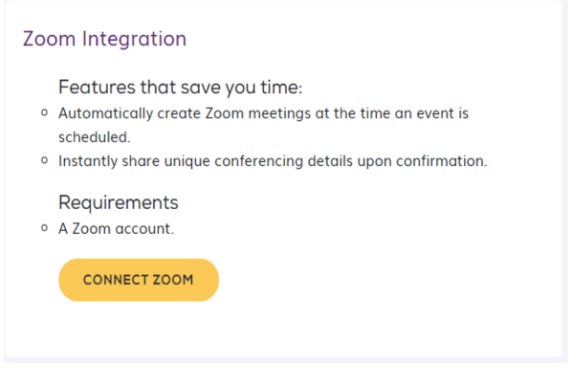 Zoom Integration
Features that save you time:
Automatically create Zoom meetings at the time an event is
scheduled.
Instantly share unique conferencing details upon confirmation.
Requirements
A Zoom account.
CONNECT ZOOM